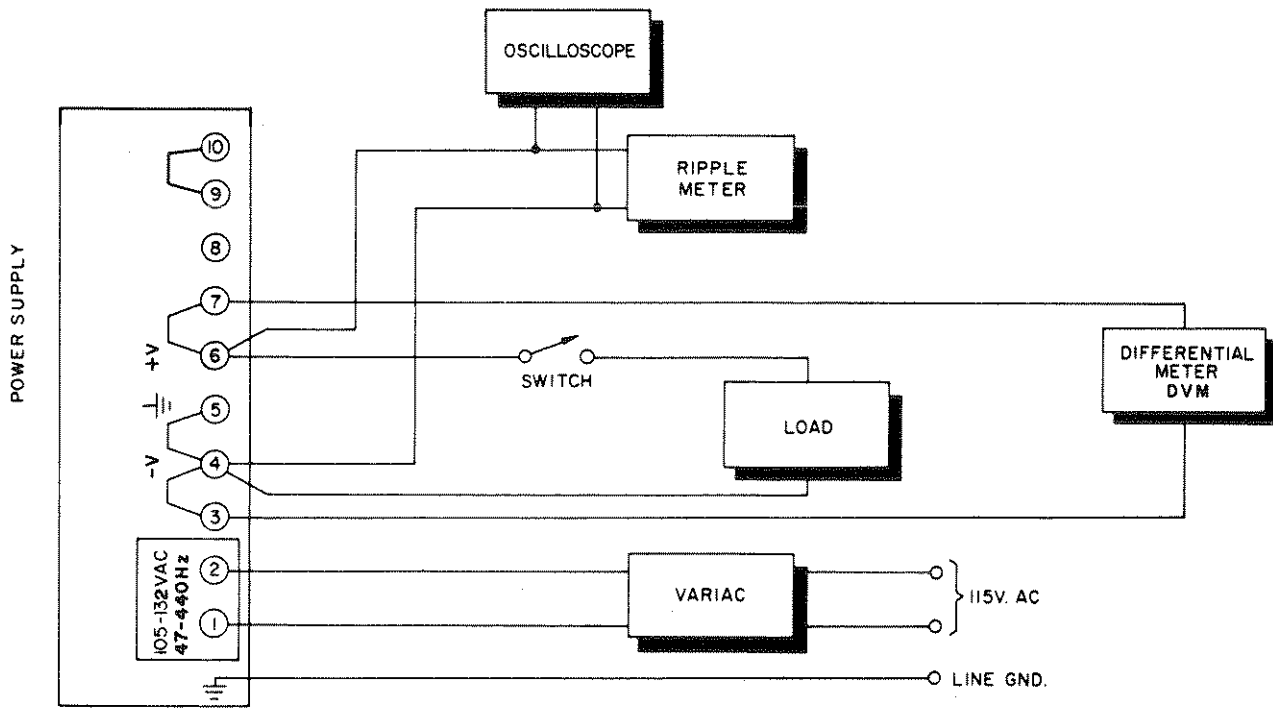 OSCILLOSCOPE
RIPPLE
METER
POWER SUPPLY
10
9
8
7
+V
6
5
-V
4
3
SWITCH
LOAD
DIFFERENTIAL
METER
DVM
105-132VAC
47-440Hz
2
1
VARIAC
115V. AC
LINE GND.